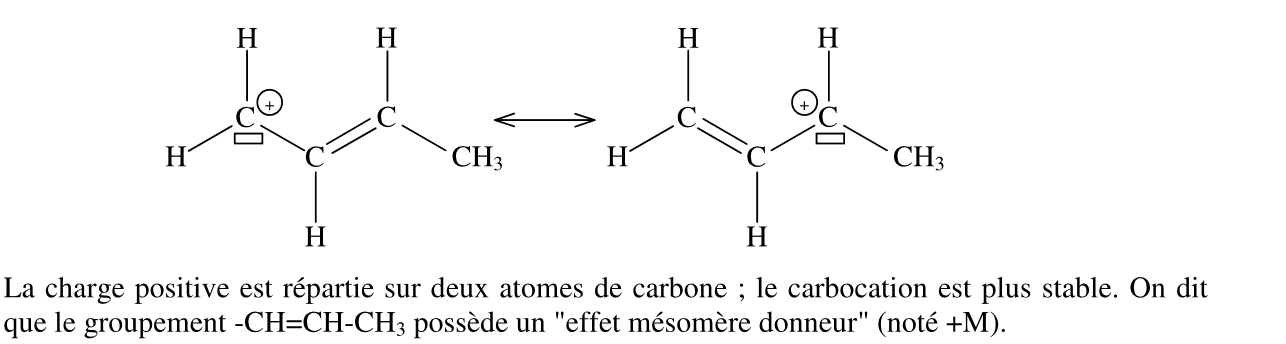 H H H H
C + C + C C
H C CH₃ H C CH₃
H H
La charge positive est répartie sur deux atomes de carbone ; le carbocation est plus stable. On dit
que le groupement -CH=CH-CH₃ possède un "effet mésomère donneur" (noté +M).